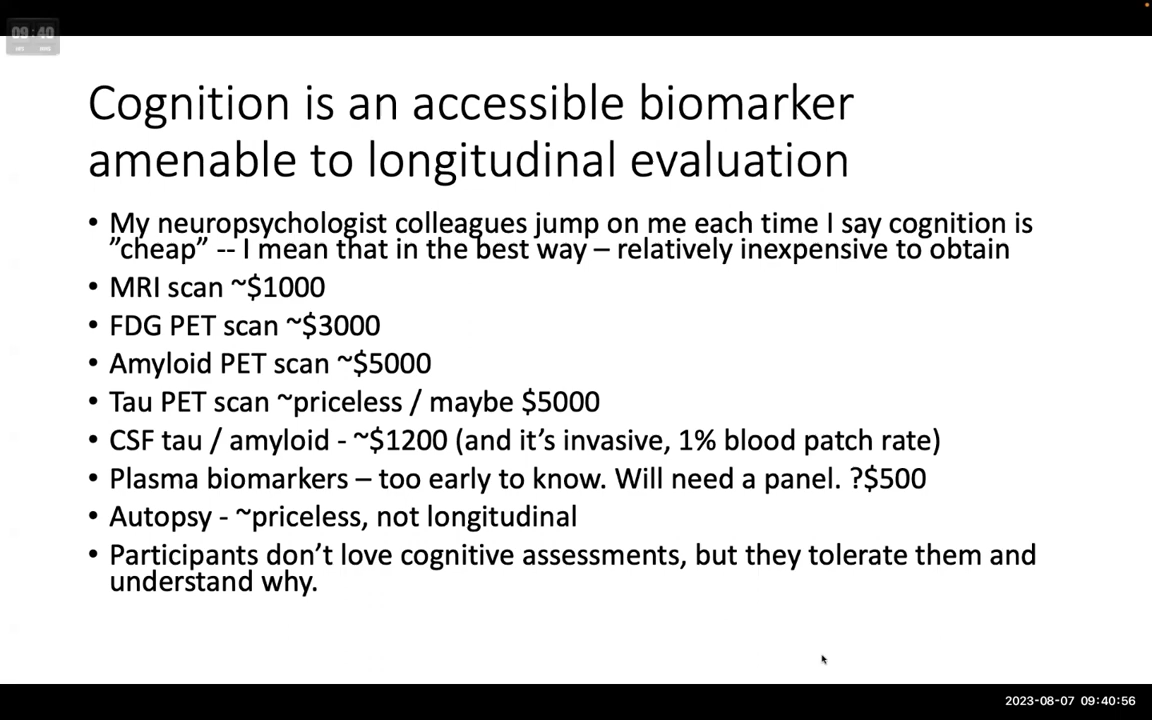 09:40
Cognition is an accessible biomarker
amenable to longitudinal evaluation
• My neuropsychologist colleagues jump on me each time I say cognition is
”cheap” -- I mean that in the best way – relatively inexpensive to obtain
• MRI scan ~$1000
• FDG PET scan ~$3000
• Amyloid PET scan ~$5000
• Tau PET scan ~priceless / maybe $5000
• CSF tau / amyloid - ~$1200 (and it’s invasive, 1% blood patch rate)
• Plasma biomarkers – too early to know. Will need a panel. ?$500
• Autopsy - ~priceless, not longitudinal
• Participants don’t love cognitive assessments, but they tolerate them and
understand why.
2023-08-07 09:40:56